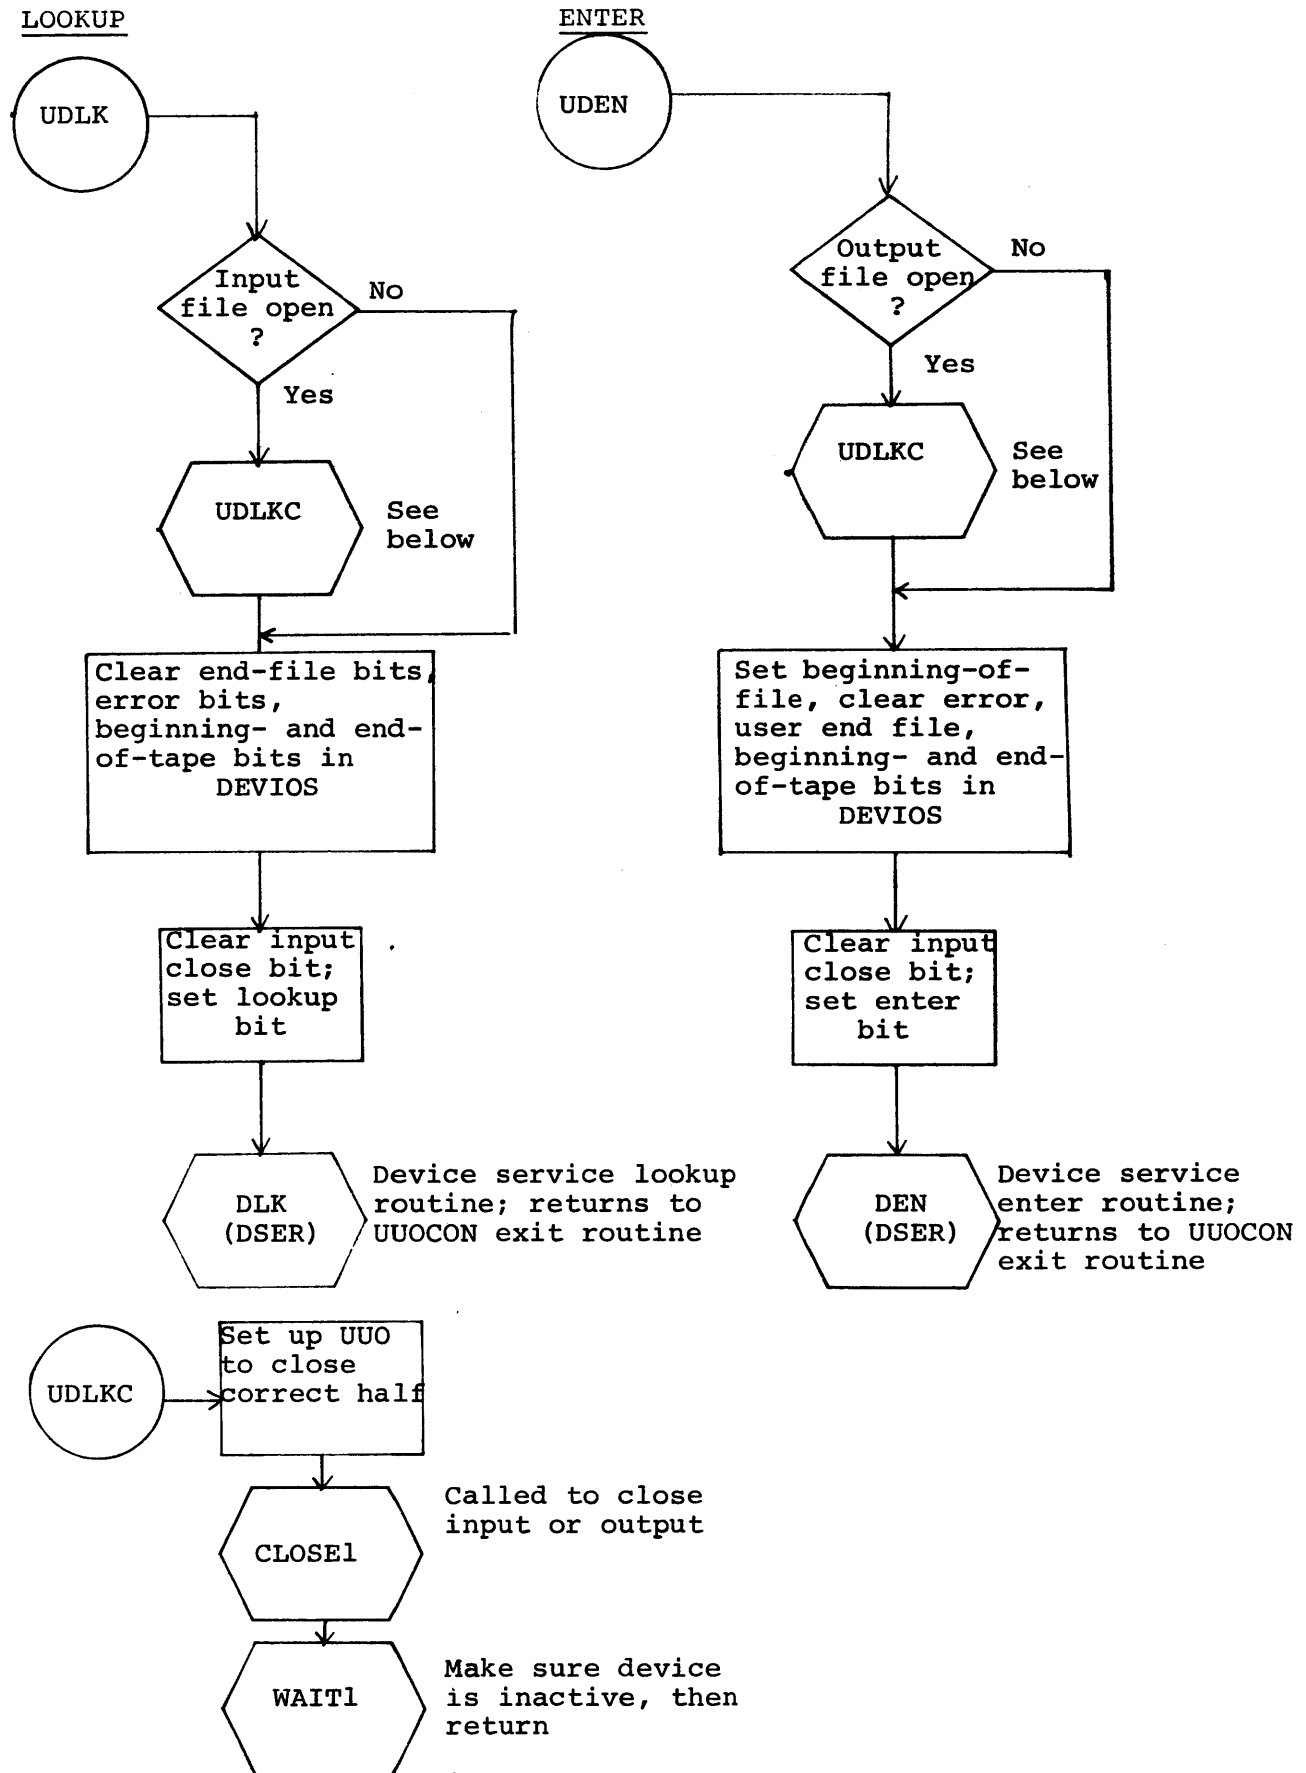 LOOKUP
UDLK
Input
file open
?
No
Yes
UDLKC
See
below
Clear end-file bits,
error bits,
beginning- and end-
of-tape bits in
DEVIOS
Clear input
close bit;
set lookup
bit
DLK
(DSER)
Device service lookup
routine; returns to
UUOCON exit routine
ENTER
UDEN
Output
file open
?
No
Yes
UDLKC
See
below
Set beginning-of-
file, clear error,
user end file,
beginning- and end-
of-tape bits in
DEVIOS
Clear input
close bit;
set enter
bit
DEN
(DSER)
Device service
enter routine;
returns to UUOCON
exit routine
UDLKC
Set up UUO
to close
correct half
CLOSE1
Called to close
input or output
WAIT1
Make sure device
is inactive, then
return